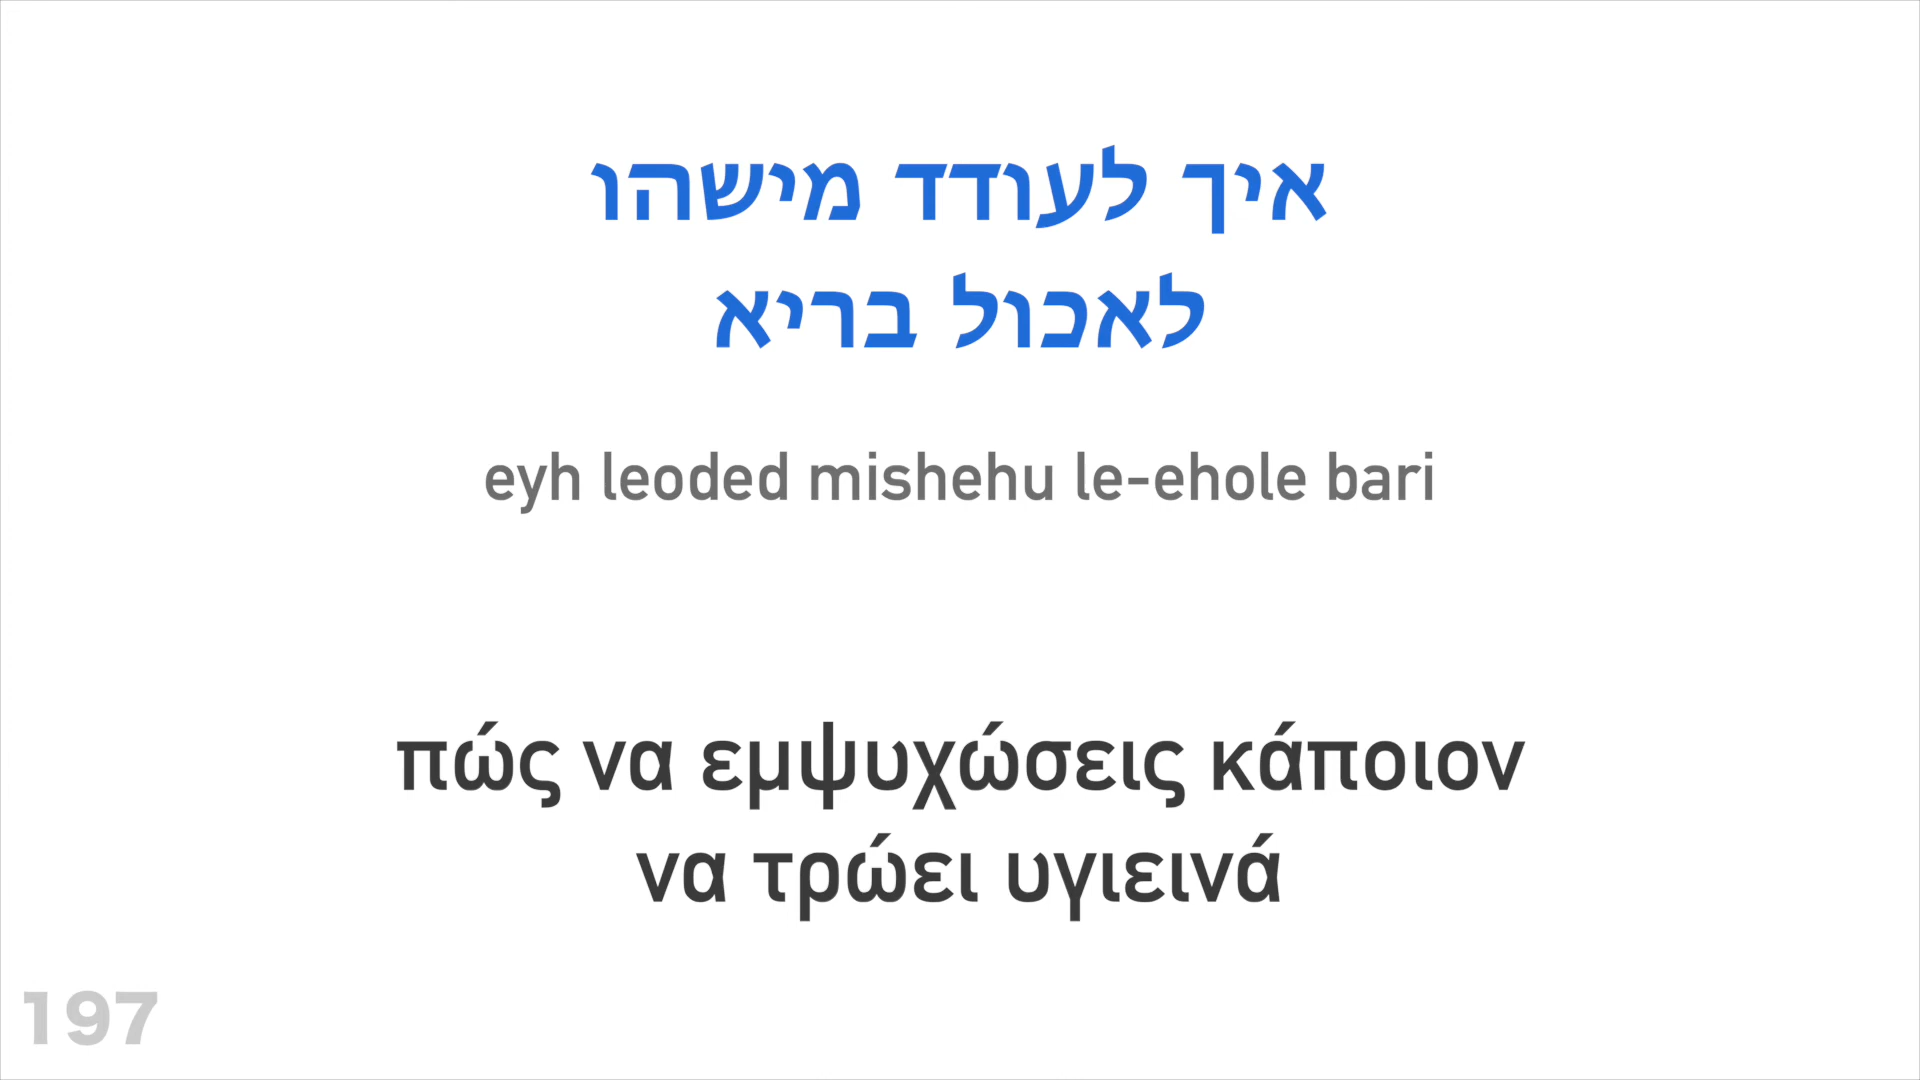 איך לעודד מישהו
לאכול בריא
eyh leoded mishehu le-ehole bari
πώς να εμψυχώσεις κάποιον
να τρώει υγιεινά
197